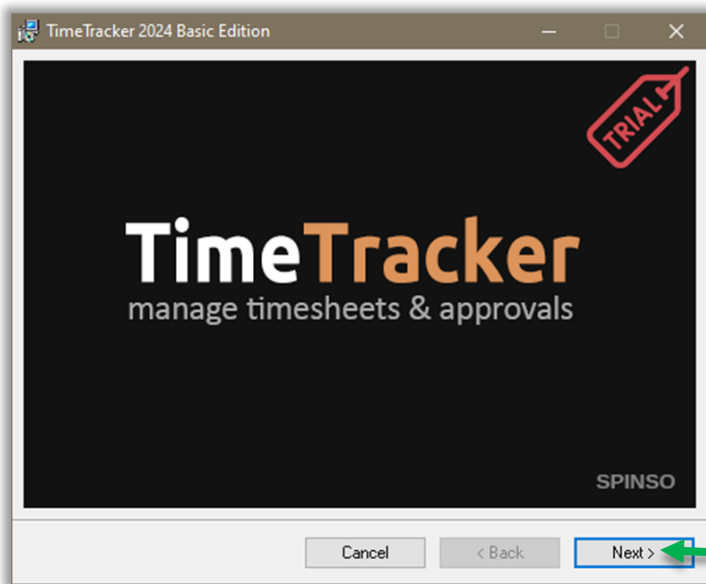 TimeTracker 2024 Basic Edition
TRIAL
TimeTracker
manage timesheets & approvals
SPINSO
Cancel
< Back
Next >